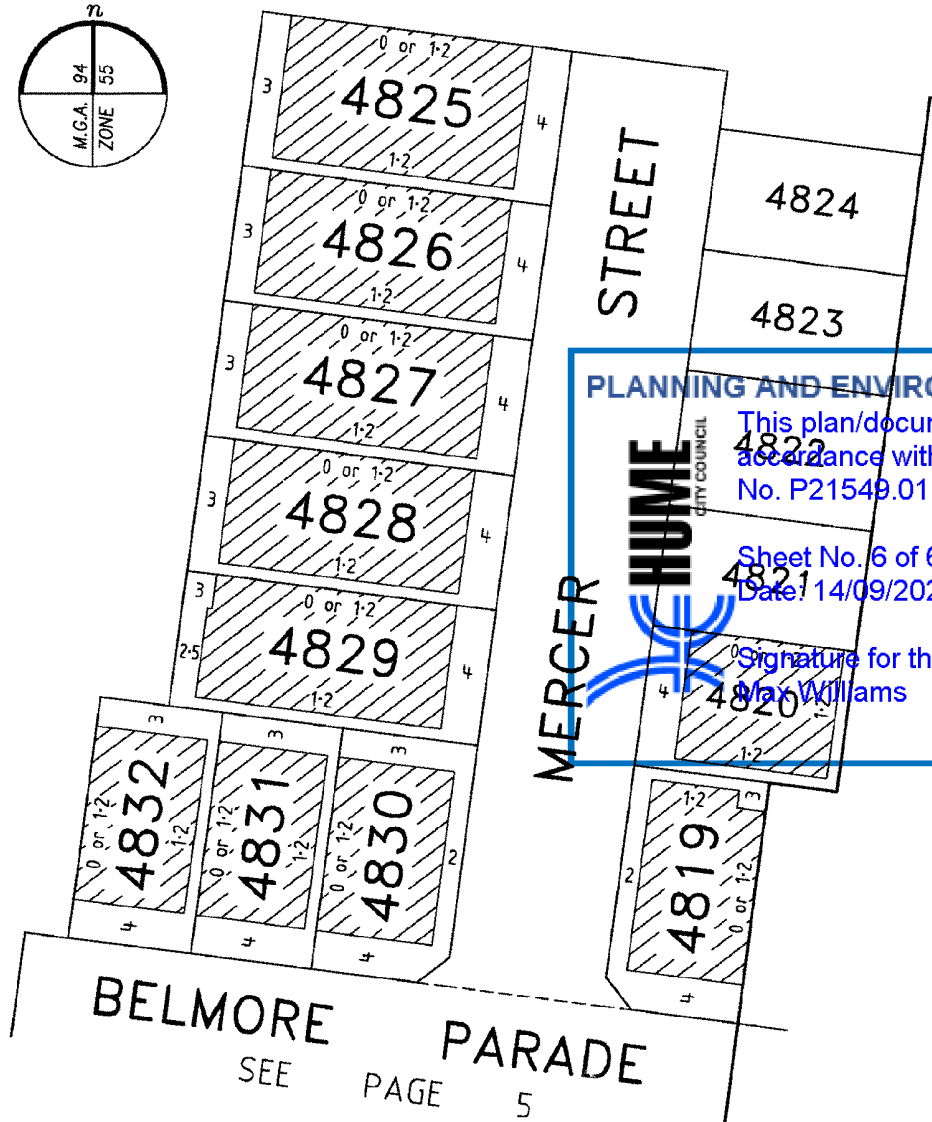 n
M.G.A. 94
ZONE 55
0 or 1·2
3
4825
4
1·2
0 or 1·2
3
4826
4
1·2
0 or 1·2
3
4827
4
1·2
0 or 1·2
3
4828
4
1·2
3
0 or 1·2
2·5
4829
4
1·2
3
0 or 1·2
4832
1·2
4
3
0 or 1·2
4831
1·2
4
3
0 or 1·2
4830
2
4
MERCER STREET
4824
4823
4822
4821
0 or 1·2
4
4820
1·2
1·2
1·2
3
2
4819
0 or 1·2
4
PLANNING AND ENVIRO
This plan/docum
accordance with
No. P21549.01
Sheet No. 6 of 6
Date: 14/09/202
Signature for the
Max Williams
HUME
CITY COUNCIL
BELMORE PARADE
SEE PAGE 5